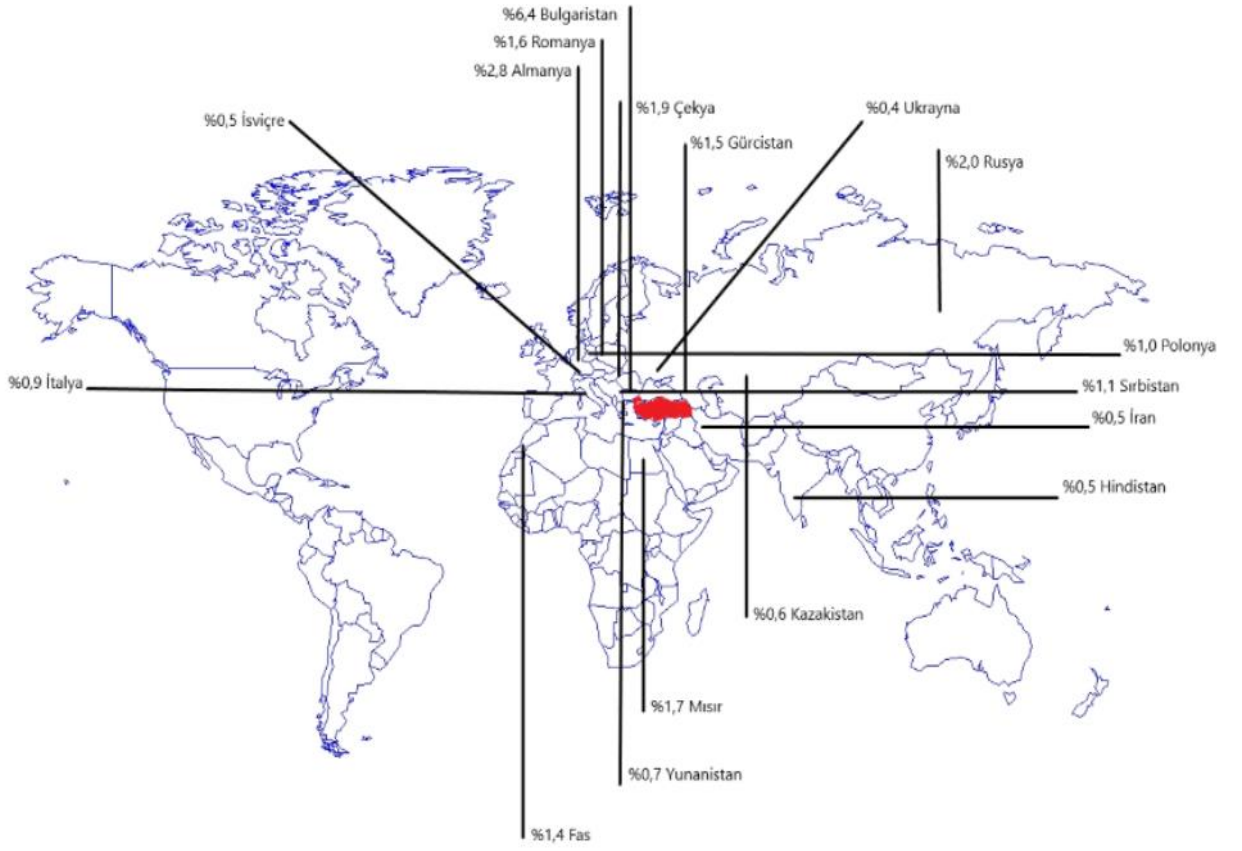 %6,4 Bulgaristan
%1,6 Romanya
%2,8 Almanya
%1,9 Çekya
%0,4 Ukrayna
%0,5 İsviçre
%1,5 Gürcistan
%2,0 Rusya
%1,0 Polonya
%0,9 İtalya
%1,1 Sırbistan
%0,5 İran
%0,5 Hindistan
%0,6 Kazakistan
%1,7 Mısır
%0,7 Yunanistan
%1,4 Fas